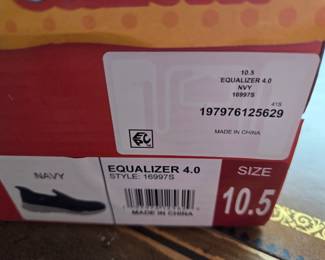 10.5
EQUALIZER 4.0
NVY
16997S
41S
197976125629
MADE IN CHINA
NAVY
EQUALIZER 4.0
STYLE: 16997S
MADE IN CHINA
SIZE
10.5